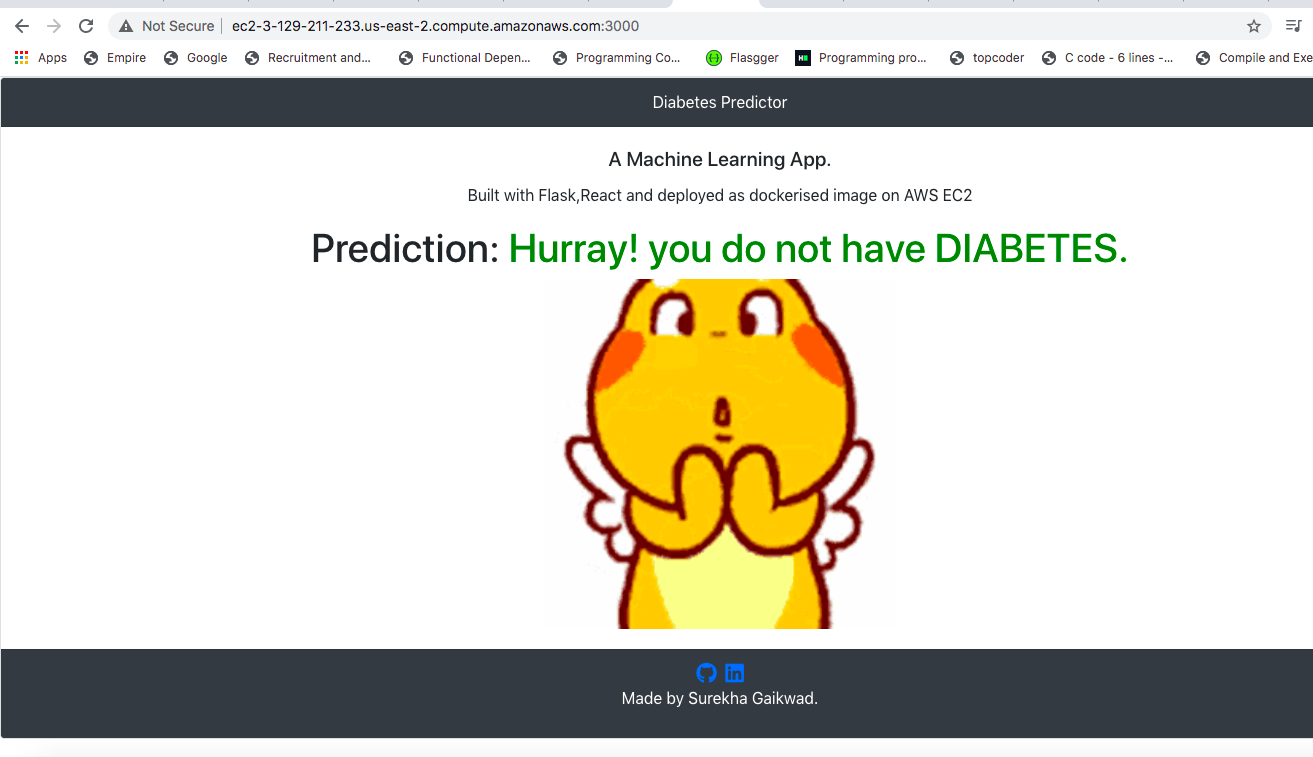 Not Secure ec2-3-129-211-233.us-east-2.compute.amazonaws.com:3000
Apps Empire Google Recruitment and... Functional Depen... Programming Co... Flasgger Programming pro... topcoder C code - 6 lines -... Compile and Exe
Diabetes Predictor
A Machine Learning App.
Built with Flask,React and deployed as dockerised image on AWS EC2
Prediction: Hurray! you do not have DIABETES.
Made by Surekha Gaikwad.